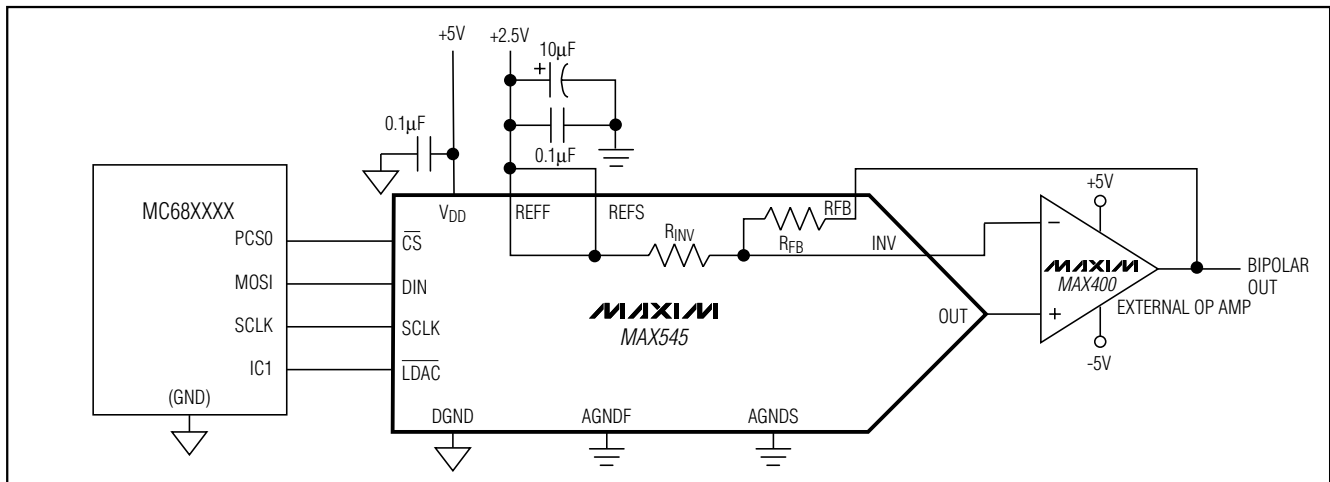 +5V
+2.5V
10µF
+
0.1µF
0.1µF
MC68XXXX
PCS0
MOSI
SCLK
IC1
(GND)
VDD
REFF
REFS
RFB
RINV
RFB
INV
CS
DIN
SCLK
LDAC
MAXIM
MAX545
OUT
DGND
AGNDF
AGNDS
+5V
−
MAXIM
MAX400
+
EXTERNAL OP AMP
-5V
BIPOLAR
OUT